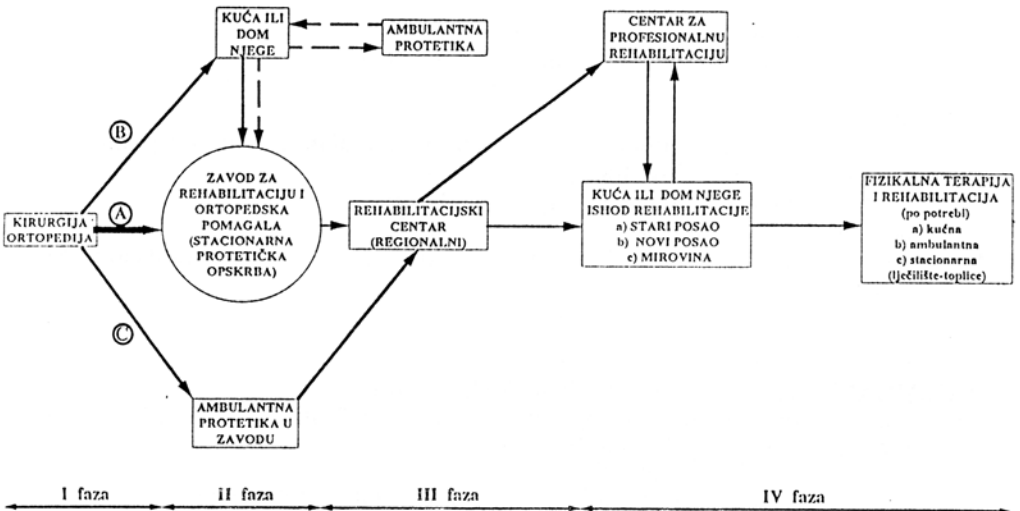 KUĆA ILI
DOM
NJEGE
AMBULANTNA
PROTETIKA
CENTAR ZA
PROFESIONALNU
REHABILITACIJU
B
ZAVOD ZA
REHABILITACIJU I
ORTOPEDSKA
POMAGALA
(STACIONARNA
PROTETIČKA
OPSKRBA)
A
KIRURGIJA
ORTOPEDIJA
REHABILITACIJSKI
CENTAR
(REGIONALNI)
KUĆA ILI DOM NJEGE
ISHOD REHABILITACIJE
a) STARI POSAO
b) NOVI POSAO
c) MIROVINA
FIZIKALNA TERAPIJA
I REHABILITACIJA
(po potrebi)
a) kućna
b) ambulantna
c) stacionarna
(lječilište-toplice)
C
AMBULANTNA
PROTETIKA U
ZAVODU
I faza
II faza
III faza
IV faza